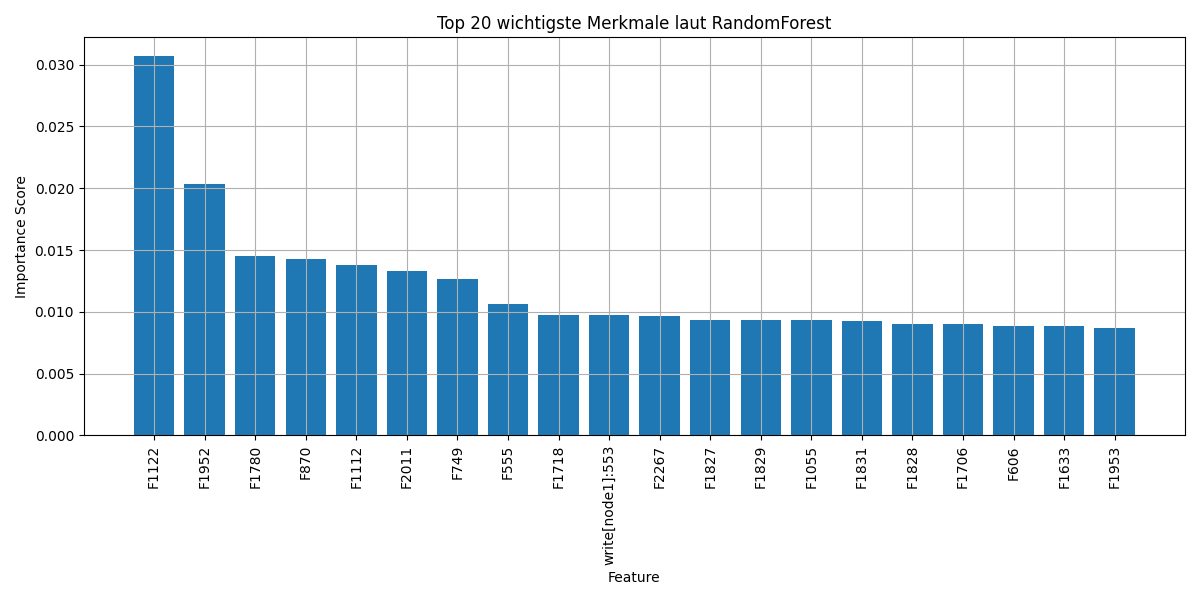 Top 20 wichtigste Merkmale laut RandomForest
Importance Score
0.030
0.025
0.020
0.015
0.010
0.005
0.000
F1122
F1952
F1780
F870
F1112
F2011
F749
F555
F1718
write[node1]:553
F2267
F1827
F1829
F1055
F1831
F1828
F1706
F606
F1633
F1953
Feature